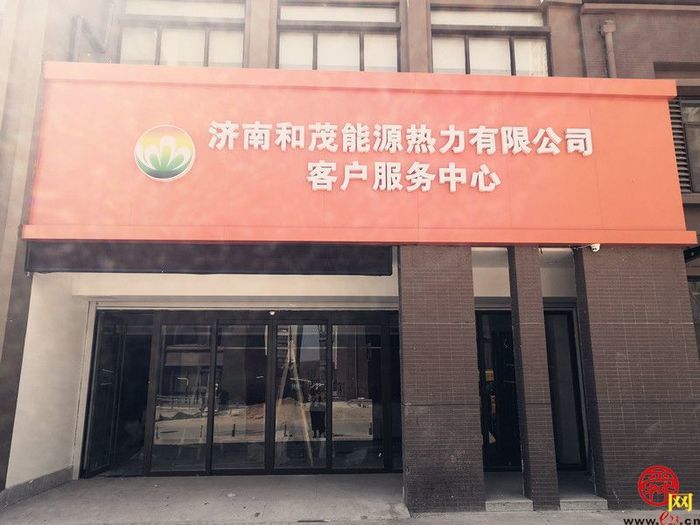 济南和茂能源热力有限公司
客户服务中心
网